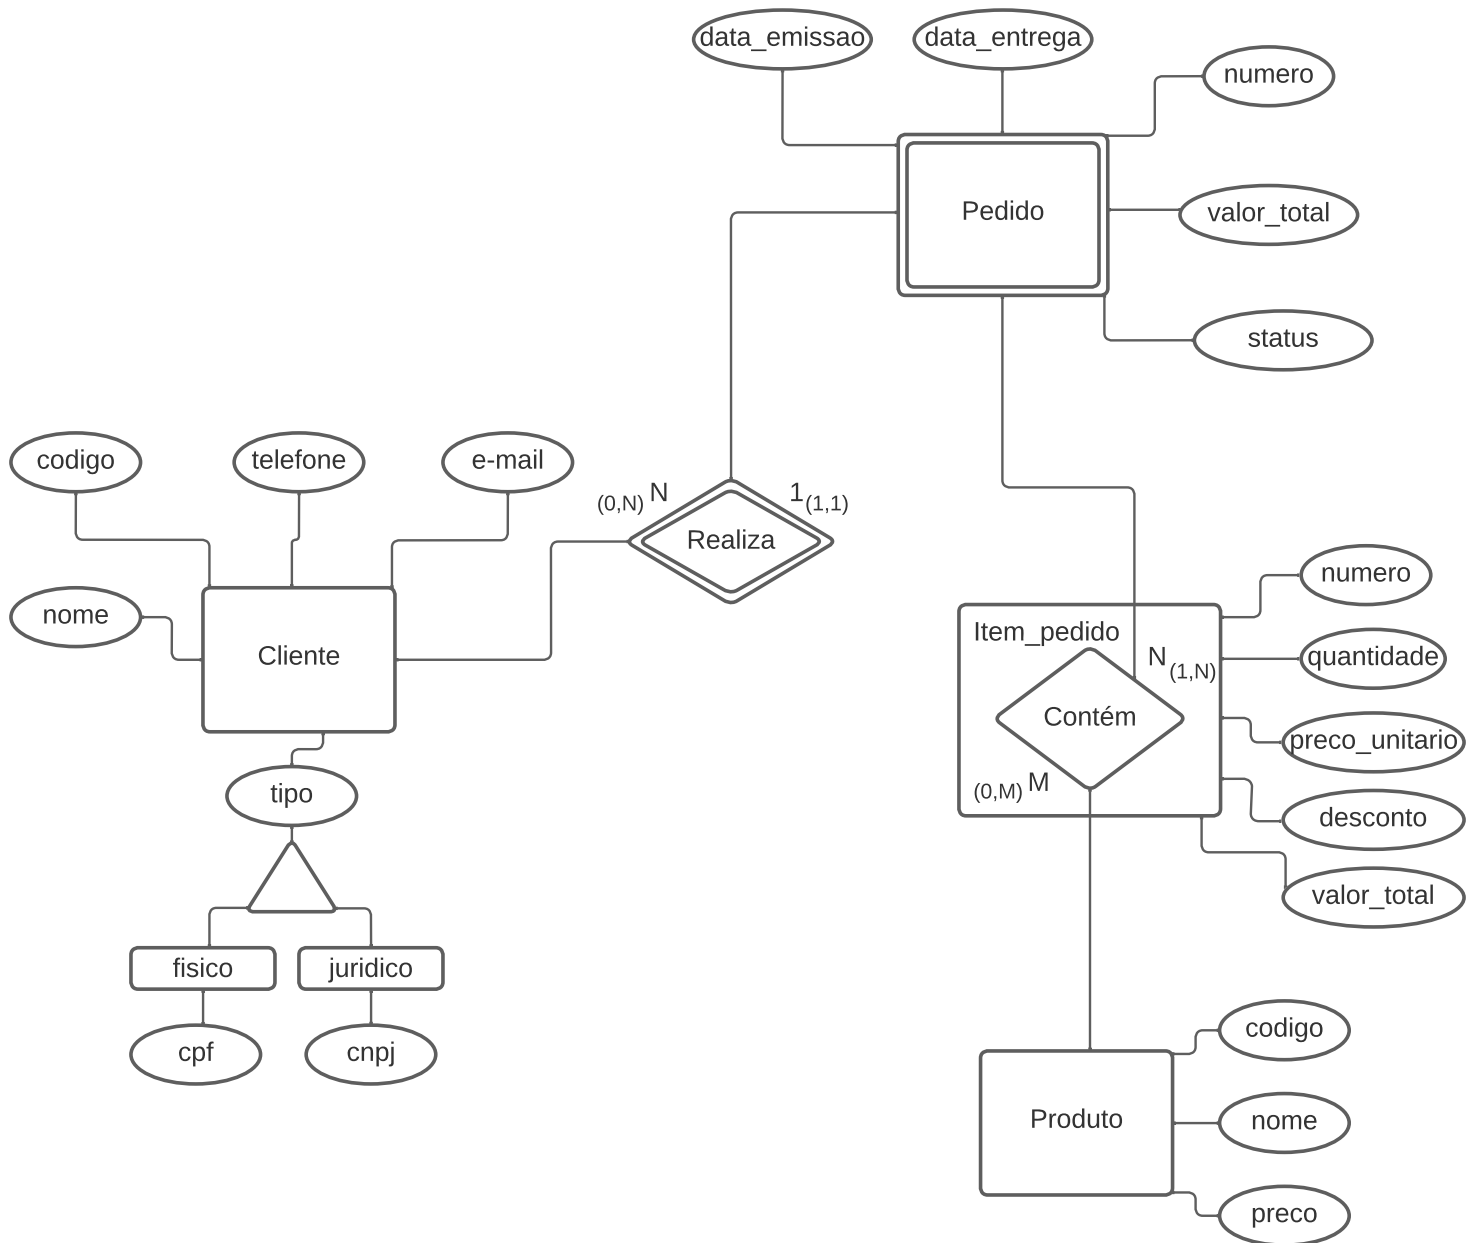 data_emissao
data_entrega
numero
Pedido
valor_total
status
codigo
telefone
e-mail
(0,N) N
1 (1,1)
Realiza
nome
Cliente
numero
Item_pedido
N (1,N)
quantidade
Contém
preco_unitario
(0,M) M
tipo
desconto
valor_total
fisico
juridico
cpf
cnpj
codigo
Produto
nome
preco